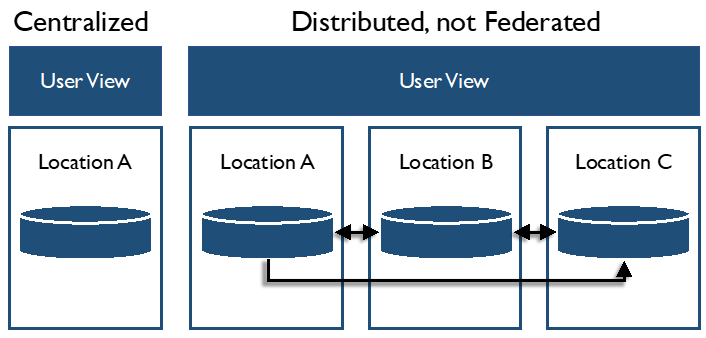 Centralized
Distributed, not Federated
User View
User View
Location A
Location A
Location B
Location C